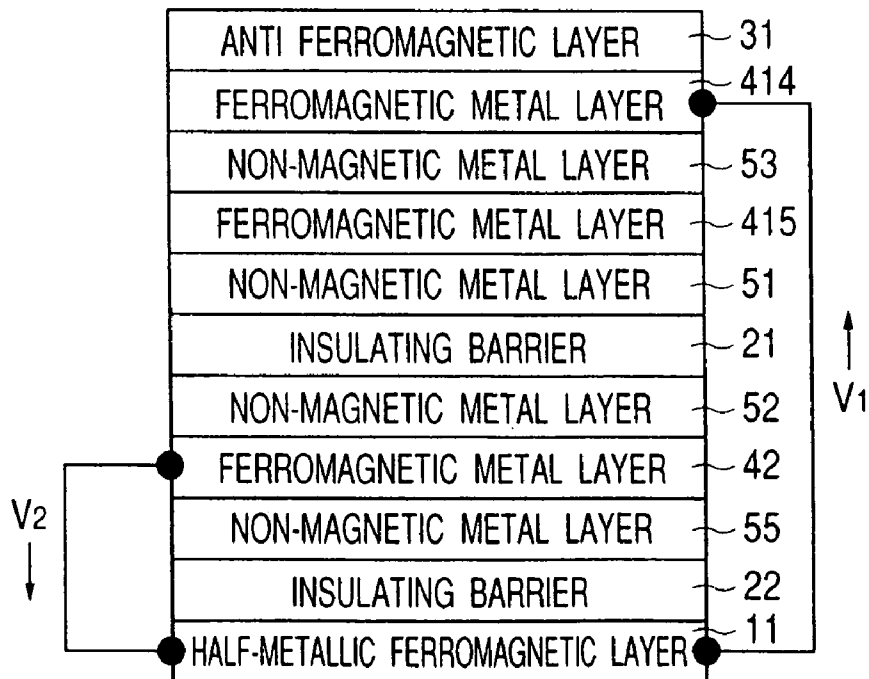 ANTI FERROMAGNETIC LAYER 31
414
FERROMAGNETIC METAL LAYER
NON-MAGNETIC METAL LAYER 53
FERROMAGNETIC METAL LAYER 415
NON-MAGNETIC METAL LAYER 51
INSULATING BARRIER 21
NON-MAGNETIC METAL LAYER 52
V1
FERROMAGNETIC METAL LAYER 42
V2
NON-MAGNETIC METAL LAYER 55
INSULATING BARRIER 22
11
HALF-METALLIC FERROMAGNETIC LAYER